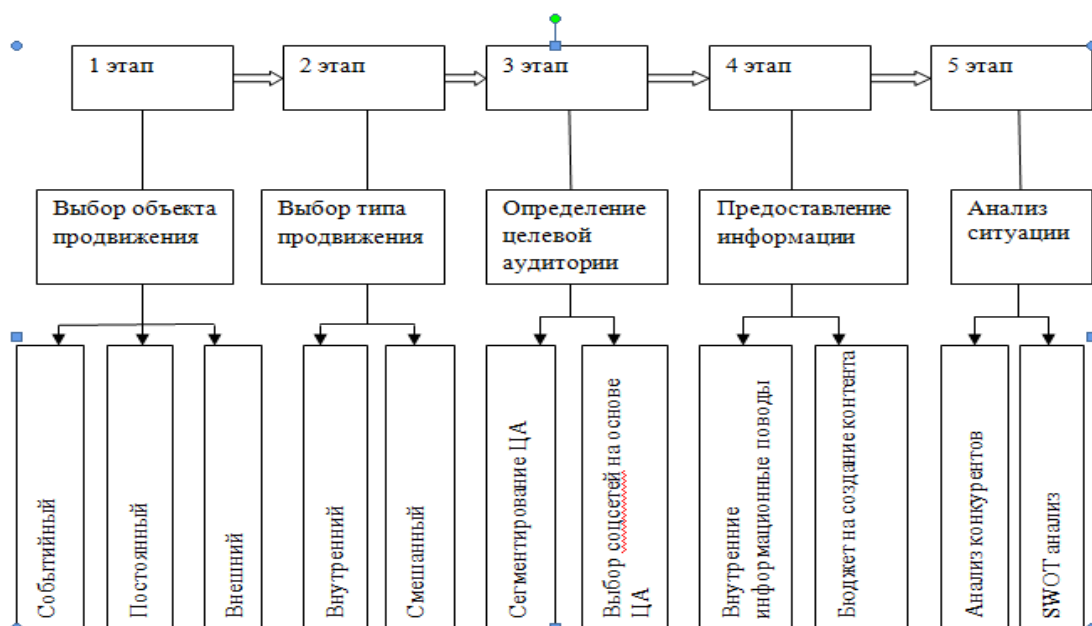 1 этап
2 этап
3 этап
4 этап
5 этап
Выбор объекта
продвижения
Выбор типа
продвижения
Определение
целевой
аудитории
Предоставление
информации
Анализ
ситуации
Событийный
Постоянный
Внешний
Внутренний
Смешанный
Сегментирование ЦА
Выбор соцсетей на основе
ЦА
Внутренние
информационные поводы
Бюджет на создание контента
Анализ конкурентов
SWOT анализ